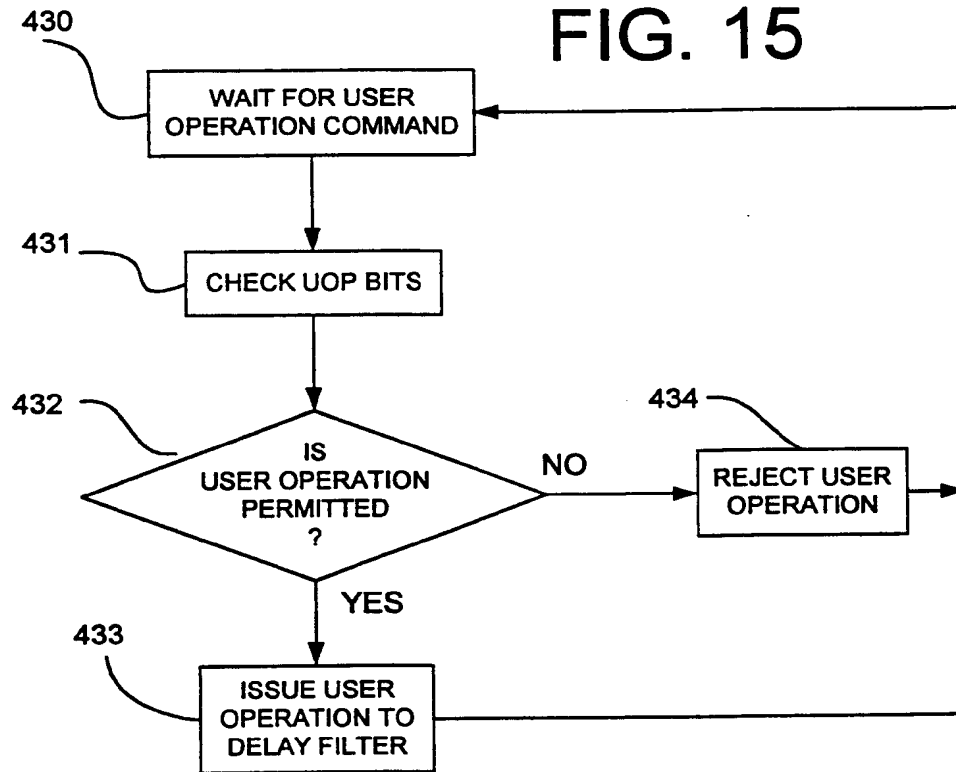 430
FIG. 15
WAIT FOR USER
OPERATION COMMAND
431
CHECK UOP BITS
432
IS
USER OPERATION
PERMITTED
?
NO
434
REJECT USER
OPERATION
YES
433
ISSUE USER
OPERATION TO
DELAY FILTER